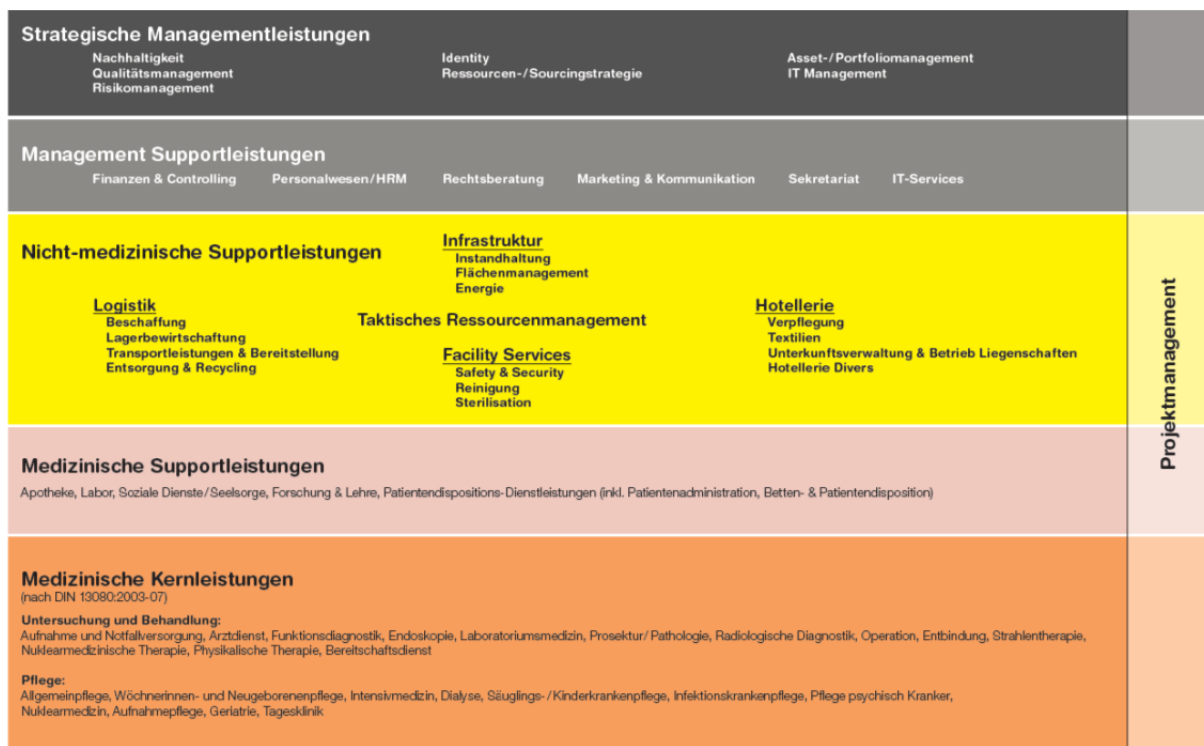 Strategische Managementleistungen
Nachhaltigkeit
Qualitätsmanagement
Risikomanagement
Identity
Ressourcen-/Sourcingstrategie
Asset-/Portfoliomanagement
IT Management
Management Supportleistungen
Finanzen & Controlling
Personalwesen/HRM
Rechtsberatung
Marketing & Kommunikation
Sekretariat
IT-Services
Nicht-medizinische Supportleistungen
Infrastruktur
Instandhaltung
Flächenmanagement
Energie
Logistik
Beschaffung
Lagerbewirtschaftung
Transportleistungen & Bereitstellung
Entsorgung & Recycling
Taktisches Ressourcenmanagement
Facility Services
Safety & Security
Reinigung
Sterilisation
Hotellerie
Verpflegung
Textilien
Unterkunftsverwaltung & Betrieb Liegenschaften
Hotellerie Divers
Medizinische Supportleistungen
Apotheke, Labor, Soziale Dienste/Seelsorge, Forschung & Lehre, Patientendispositions-Dienstleistungen (inkl. Patientenadministration, Betten- & Patientendisposition)
Medizinische Kernleistungen
(nach DIN 13080:2003-07)
Untersuchung und Behandlung:
Aufnahme und Notfallversorgung, Arztdienst, Funktionsdiagnostik, Endoskopie, Laboratoriumsmedizin, Prosektur/Pathologie, Radiologische Diagnostik, Operation, Entbindung, Strahlentherapie,
Nuklearmedizinische Therapie, Physikalische Therapie, Bereitschaftsdienst
Pflege:
Allgemeinpflege, Wöchnerinnen- und Neugeborenenpflege, Intensivmedizin, Dialyse, Säuglings-/Kinderkrankenpflege, Infektionskrankenpflege, Pflege psychisch Kranker,
Nuklearmedizin, Aufnahmepflege, Geriatrie, Tagesklinik
Projektmanagement